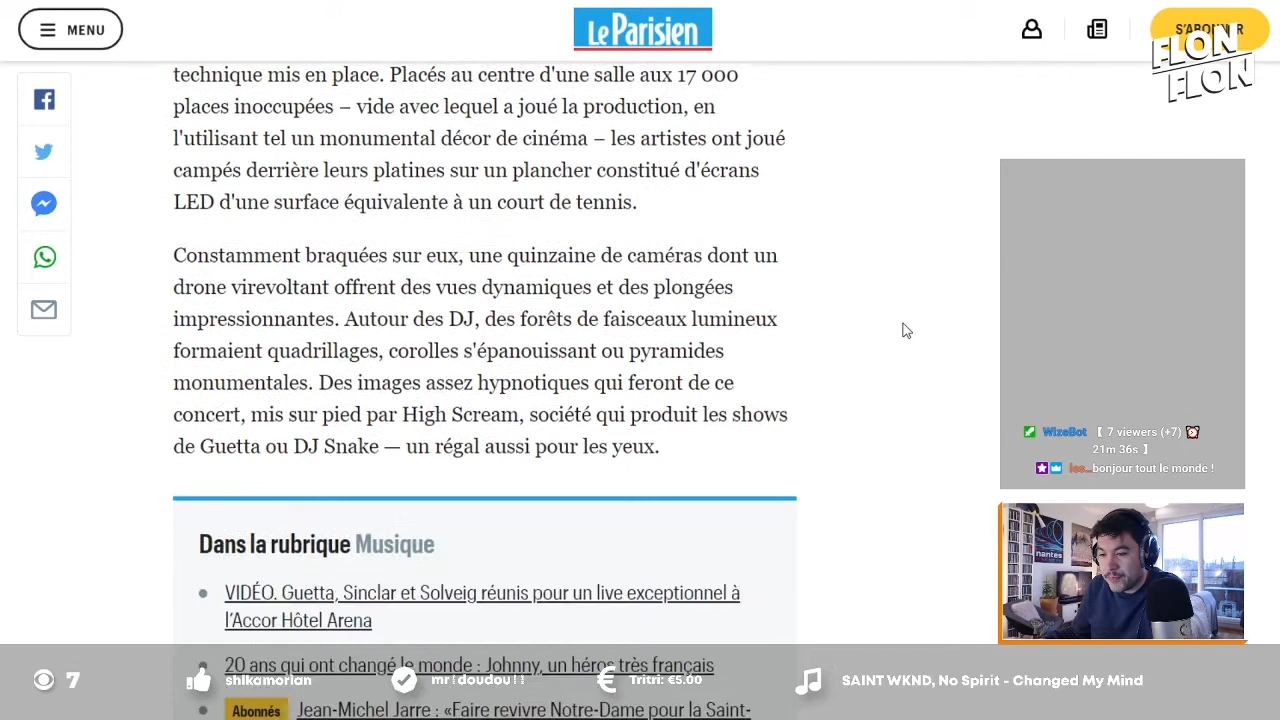 MENU
Le Parisien
S'ABONNER
FLON
FLON
technique mis en place. Placés au centre d'une salle aux 17 000
places inoccupées – vide avec lequel a joué la production, en
l'utilisant tel un monumental décor de cinéma – les artistes ont joué
campés derrière leurs platines sur un plancher constitué d'écrans
LED d'une surface équivalente à un court de tennis.
Constamment braquées sur eux, une quinzaine de caméras dont un
drone virevoltant offrent des vues dynamiques et des plongées
impressionnantes. Autour des DJ, des forêts de faisceaux lumineux
formaient quadrillages, corolles s'épanouissant ou pyramides
monumentales. Des images assez hypnotiques qui feront de ce
concert, mis sur pied par High Scream, société qui produit les shows
de Guetta ou DJ Snake — un régal aussi pour les yeux.
WizeBot 【 7 viewers (+7)
21m 36s 】
bonjour tout le monde !
nantes
Dans la rubrique Musique
VIDÉO. Guetta, Sinclar et Solveig réunis pour un live exceptionnel à
l'Accor Hôtel Arena
20 ans qui ont changé le monde : Johnny, un héros très français
Abonnés Jean-Michel Jarre : «Faire revivre Notre-Dame pour la Saint-
7
shikamorian
mr!doudou!!
€
Tritri: €5.00
SAINT WKND, No Spirit - Changed My Mind